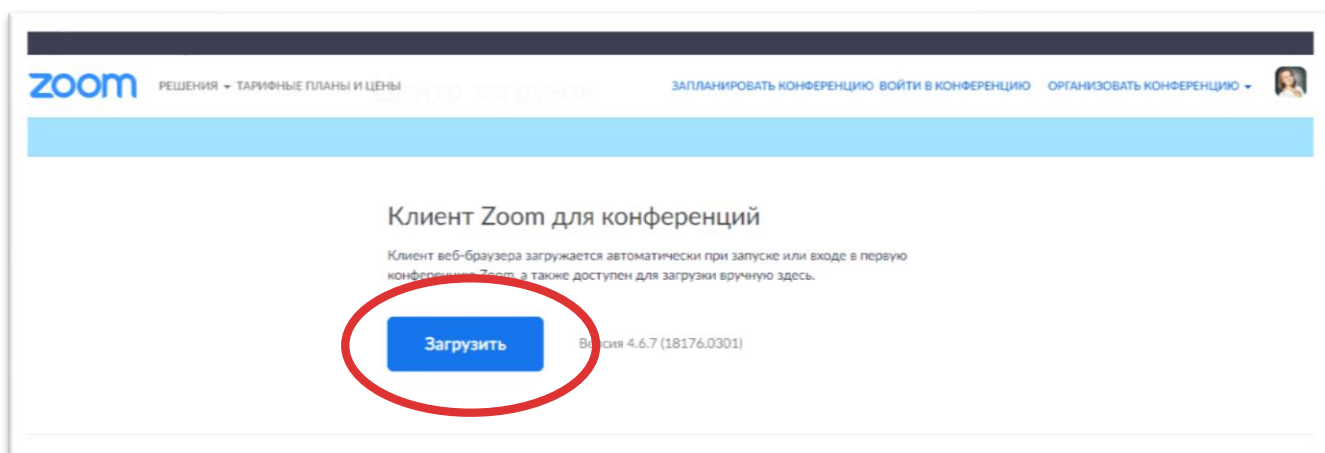 Центр загрузок
zoom РЕШЕНИЯ ТАРИФНЫЕ ПЛАНЫ И ЦЕНЫ ЗАПЛАНИРОВАТЬ КОНФЕРЕНЦИЮ ВОЙТИ В КОНФЕРЕНЦИЮ ОРГАНИЗОВАТЬ КОНФЕРЕНЦИЮ
Клиент Zoom для конференций
Клиент веб-браузера загружается автоматически при запуске или входе в первую
конференцию Zoom, а также доступен для загрузки вручную здесь.
Загрузить Версия 4.6.7 (18176.0301)